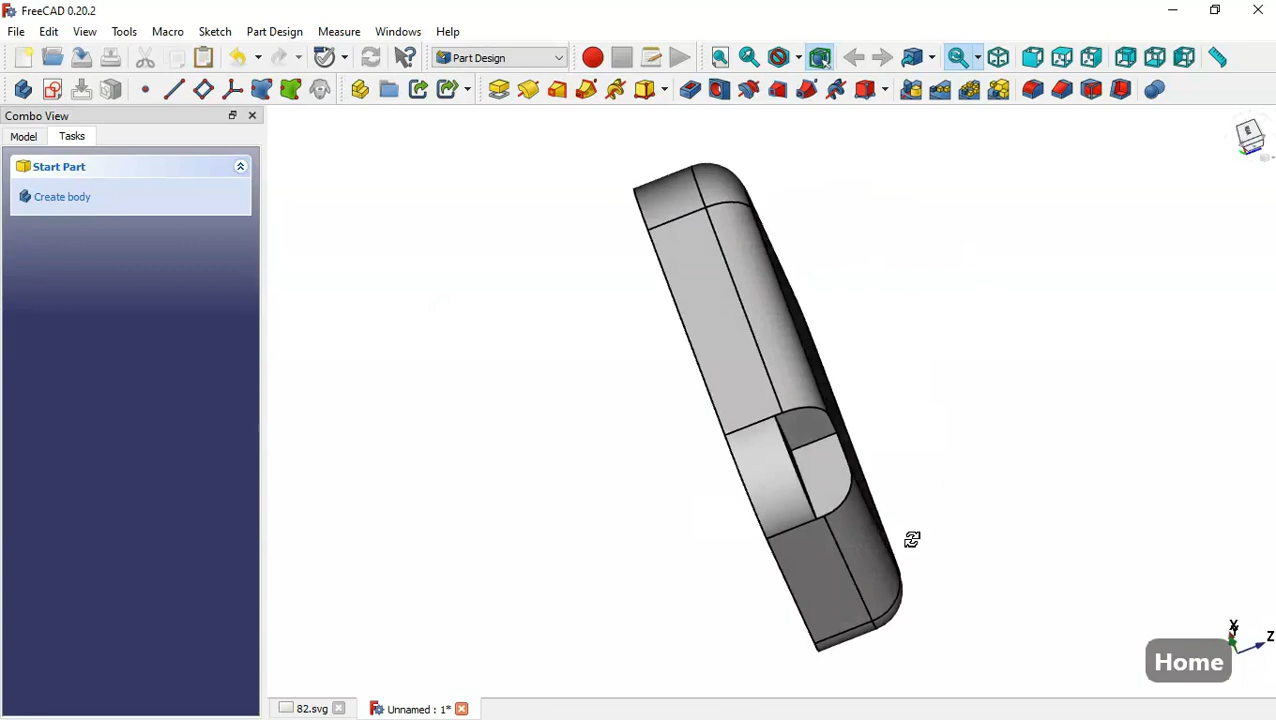 FreeCAD 0.20.2
File Edit View Tools Macro Sketch Part Design Measure Windows Help
Part Design
Combo View
Model Tasks
Start Part
Create body
Z
Home
82.svg Unnamed : 1*